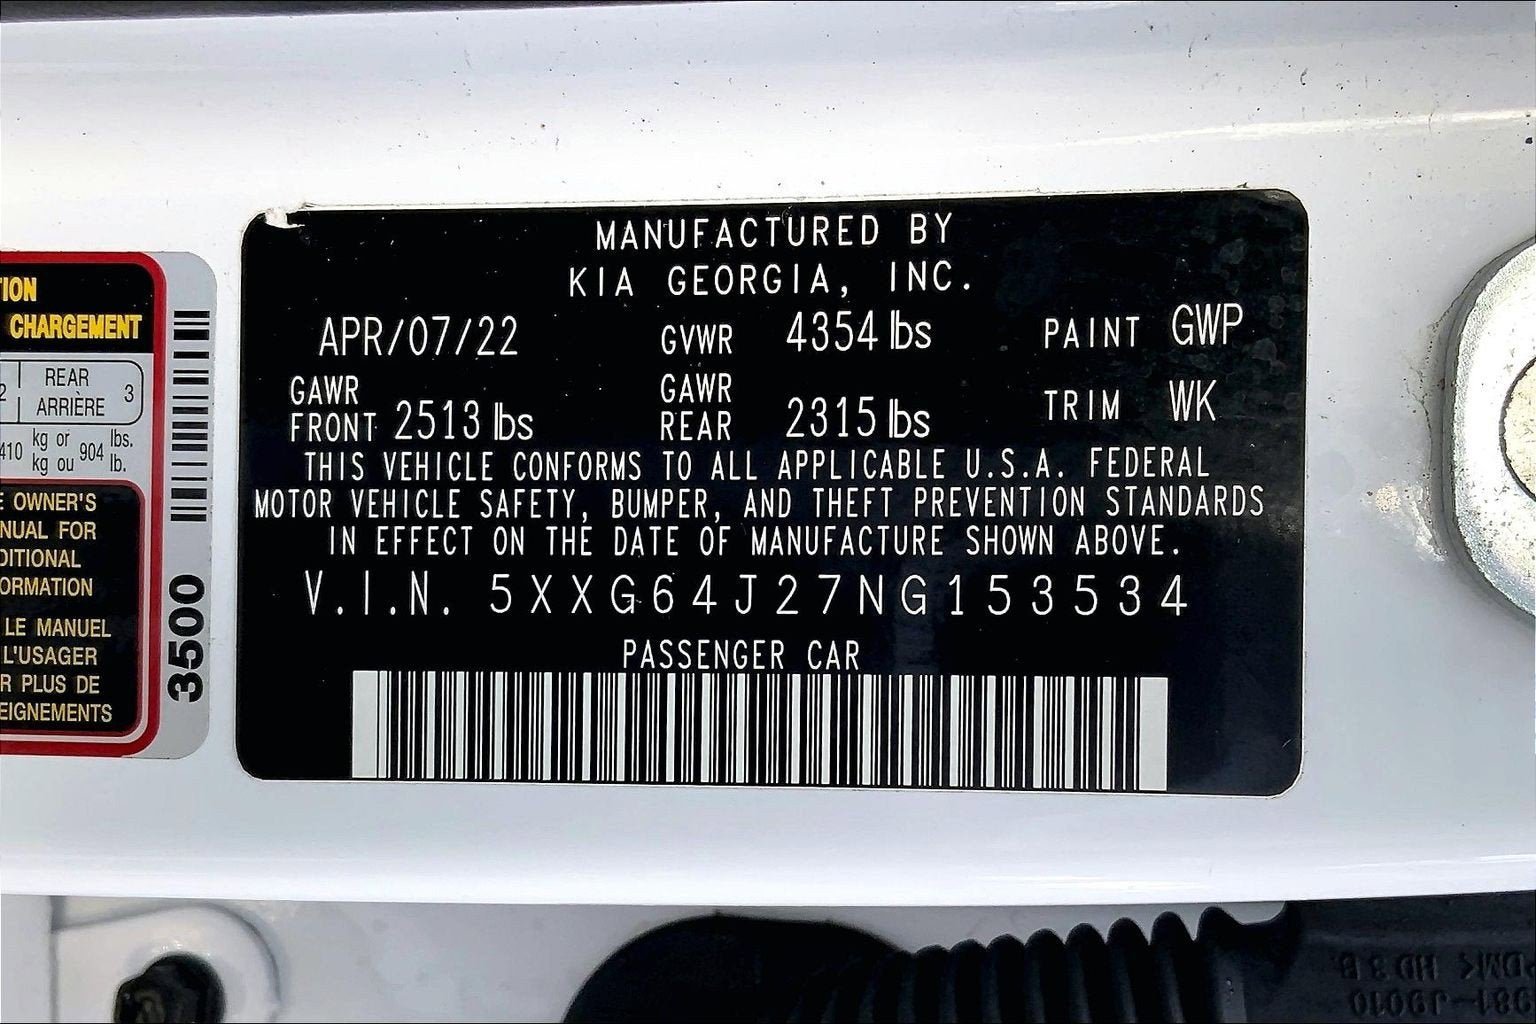 TION
CHARGEMENT
2 REAR ARRIÈRE 3
410 kg or kg ou 904 lbs. lb.
E OWNER'S
NUAL FOR
DITIONAL
ORMATION
LE MANUEL
L'USAGER
R PLUS DE
EIGNEMENTS
3500
MANUFACTURED BY
KIA GEORGIA, INC.
APR/07/22 GVWR 4354 lbs PAINT GWP
GAWR FRONT 2513 lbs GAWR REAR 2315 lbs TRIM WK
THIS VEHICLE CONFORMS TO ALL APPLICABLE U.S.A. FEDERAL
MOTOR VEHICLE SAFETY, BUMPER, AND THEFT PREVENTION STANDARDS
IN EFFECT ON THE DATE OF MANUFACTURE SHOWN ABOVE.
V.I.N. 5XXG64J27NG153534
PASSENGER CAR